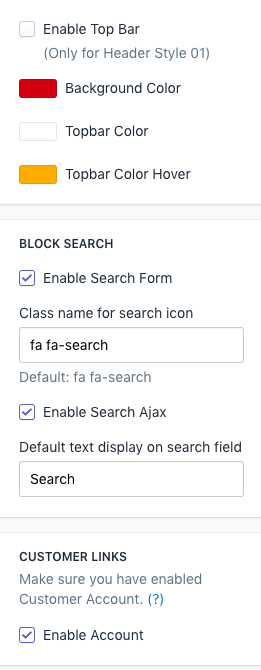 Enable Top Bar
(Only for Header Style 01)
Background Color
Topbar Color
Topbar Color Hover
BLOCK SEARCH
Enable Search Form
Class name for search icon
fa fa-search
Default: fa fa-search
Enable Search Ajax
Default text display on search field
Search
CUSTOMER LINKS
Make sure you have enabled
Customer Account. (?)
Enable Account